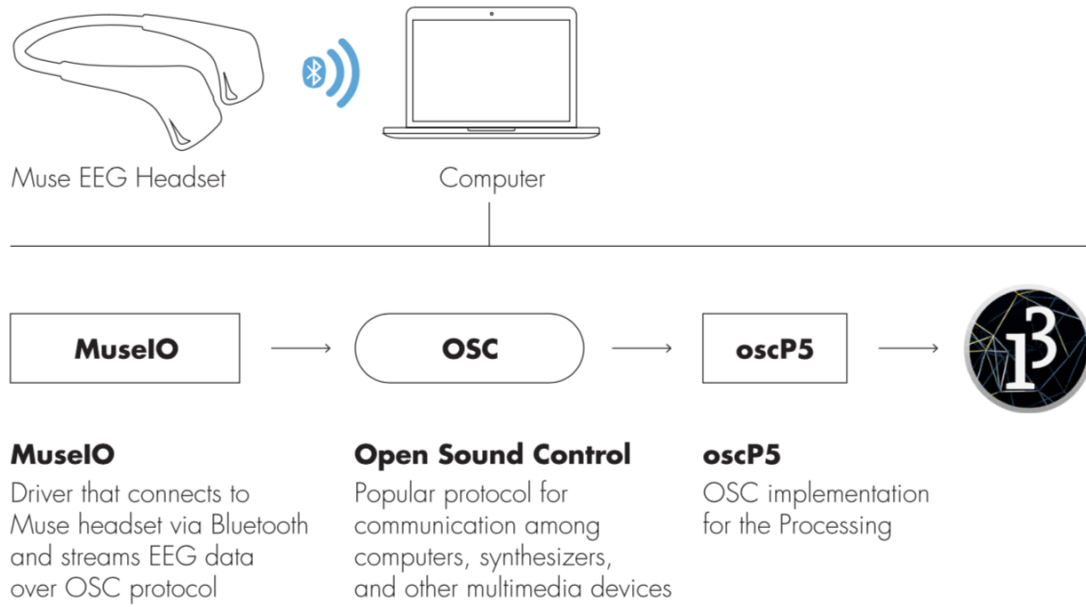 Muse EEG Headset
Computer
MuseIO
OSC
oscP5
13
MuseIO
Driver that connects to
Muse headset via Bluetooth
and streams EEG data
over OSC protocol
Open Sound Control
Popular protocol for
communication among
computers, synthesizers,
and other multimedia devices
oscP5
OSC implementation
for the Processing